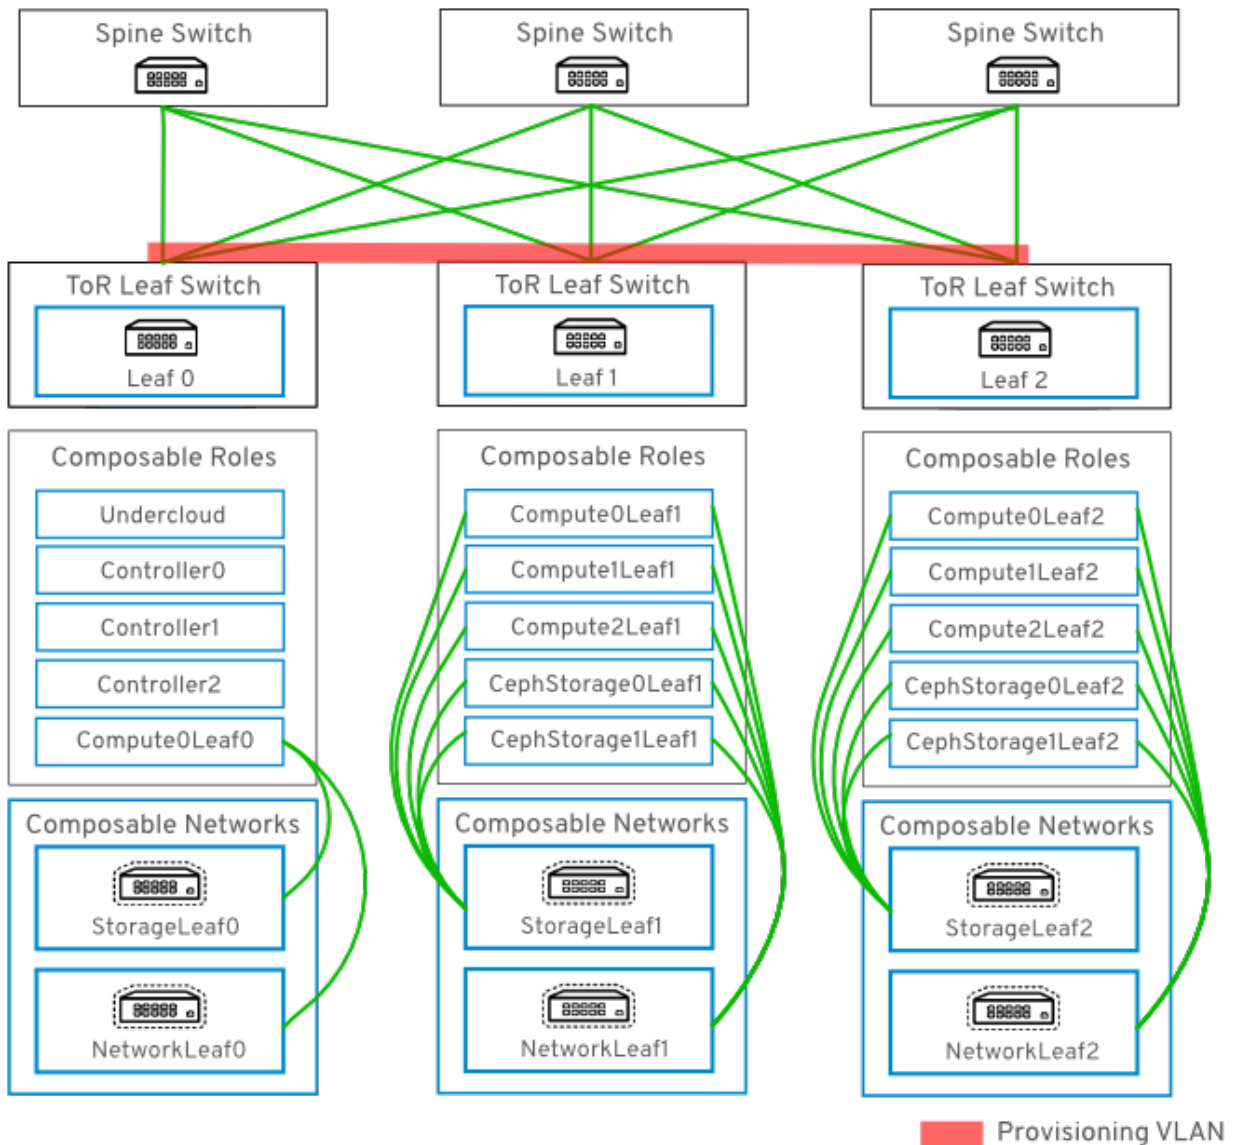 Spine Switch
Spine Switch
Spine Switch
ToR Leaf Switch
Leaf 0
ToR Leaf Switch
Leaf 1
ToR Leaf Switch
Leaf 2
Composable Roles
Undercloud
Controller0
Controller1
Controller2
Compute0Leaf0
Composable Networks
StorageLeaf0
NetworkLeaf0
Composable Roles
Compute0Leaf1
Compute1Leaf1
Compute2Leaf1
CephStorage0Leaf1
CephStorage1Leaf1
Composable Networks
StorageLeaf1
NetworkLeaf1
Composable Roles
Compute0Leaf2
Compute1Leaf2
Compute2Leaf2
CephStorage0Leaf2
CephStorage1Leaf2
Composable Networks
StorageLeaf2
NetworkLeaf2
Provisioning VLAN